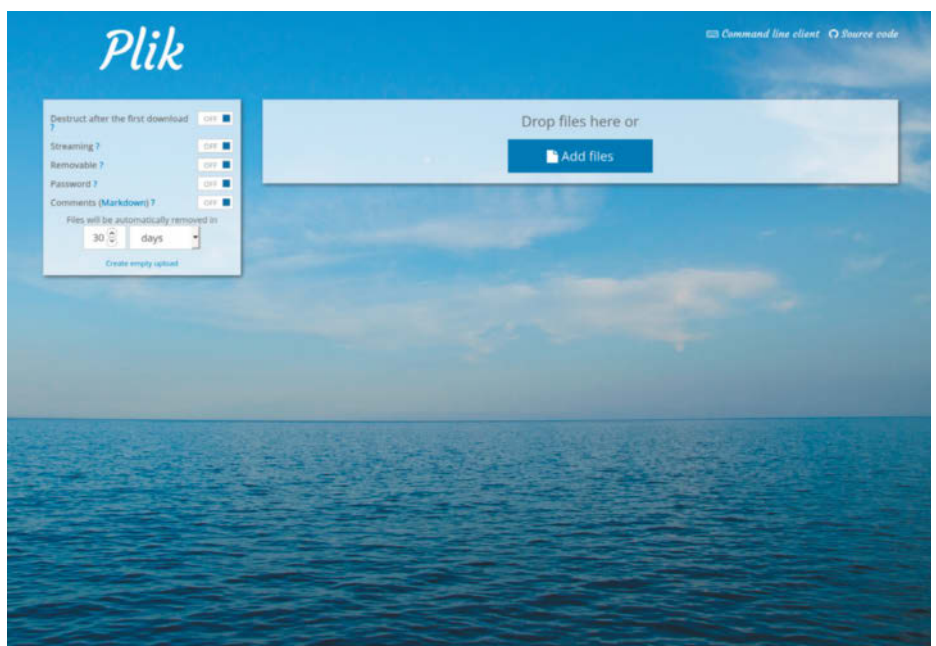 Plik
Command line client Source code
Destruct after the first download
?
OFF
Streaming ? OFF
Removable ? OFF
Password ? OFF
Comments (Markdown) ? OFF
Files will be automatically removed in
30 days
Create empty upload
Drop files here or
Add files